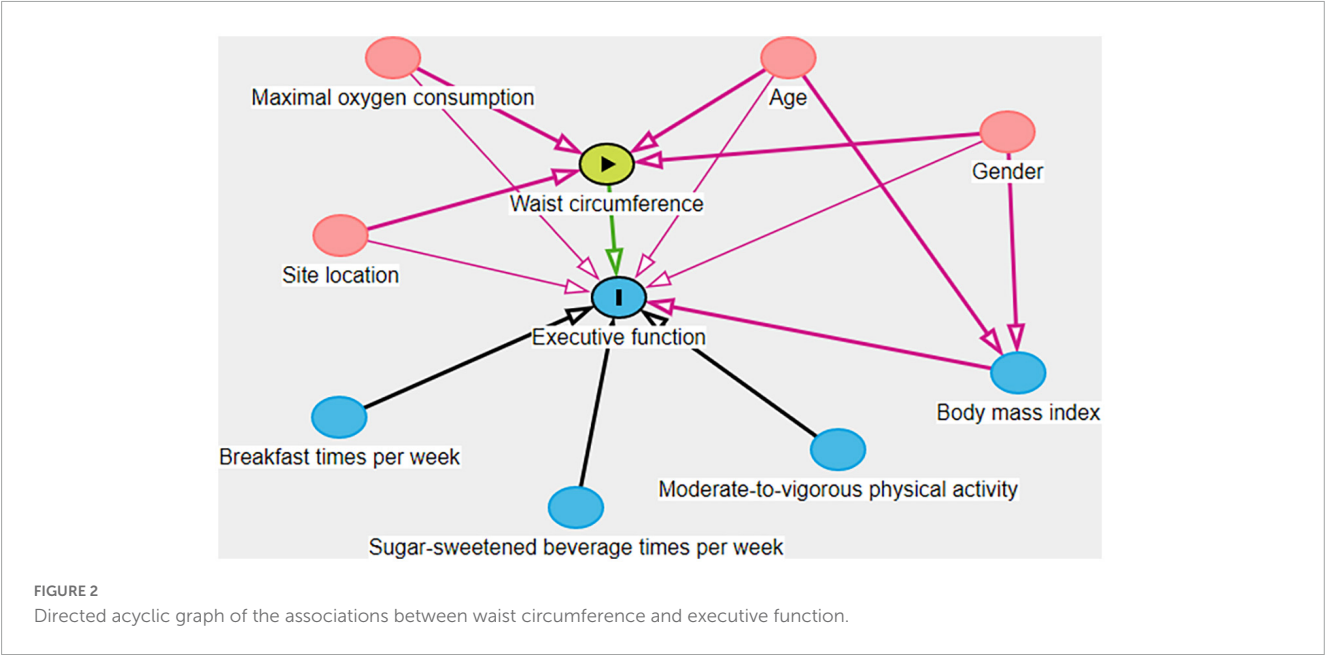 Maximal oxygen consumption
Age
Gender
Waist circumference
Site location
Executive function
Body mass index
Breakfast times per week
Moderate-to-vigorous physical activity
Sugar-sweetened beverage times per week
FIGURE 2
Directed acyclic graph of the associations between waist circumference and executive function.